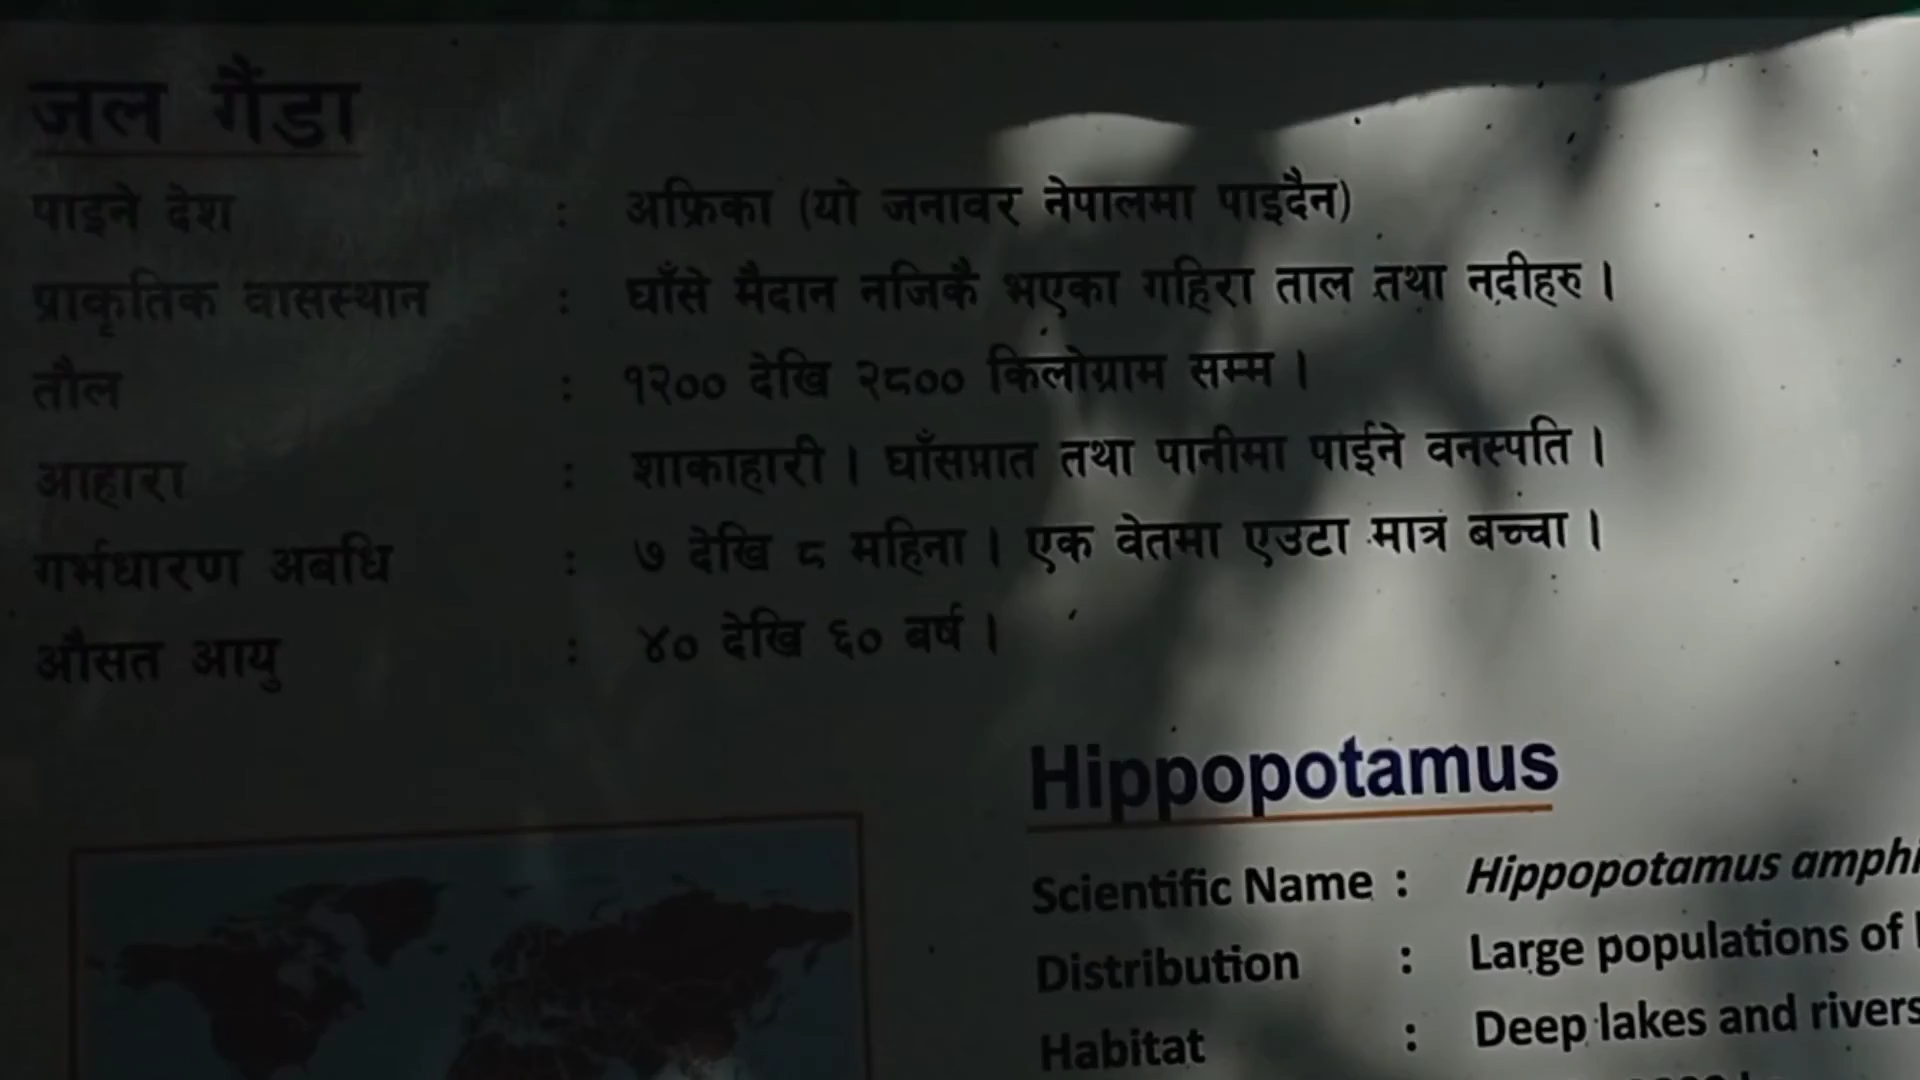 जल गैंडा
पाइने देश : अफ्रिका (यो जनावर नेपालमा पाइदैन)
प्राकृतिक वासस्थान : घाँसे मैदान नजिकै भएका गहिरा ताल तथा नदीहरु ।
तौल : १२०० देखि २८०० किलोग्राम सम्म ।
आहारा : शाकाहारी । घाँसपात तथा पानीमा पाईने वनस्पति ।
गर्भधारण अबधि : ७ देखि ८ महिना । एक वेतमा एउटा मात्र बच्चा ।
औसत आयु : ४० देखि ६० बर्ष ।
Hippopotamus
Scientific Name : Hippopotamus amphi
Distribution : Large populations of
Habitat : Deep lakes and rivers